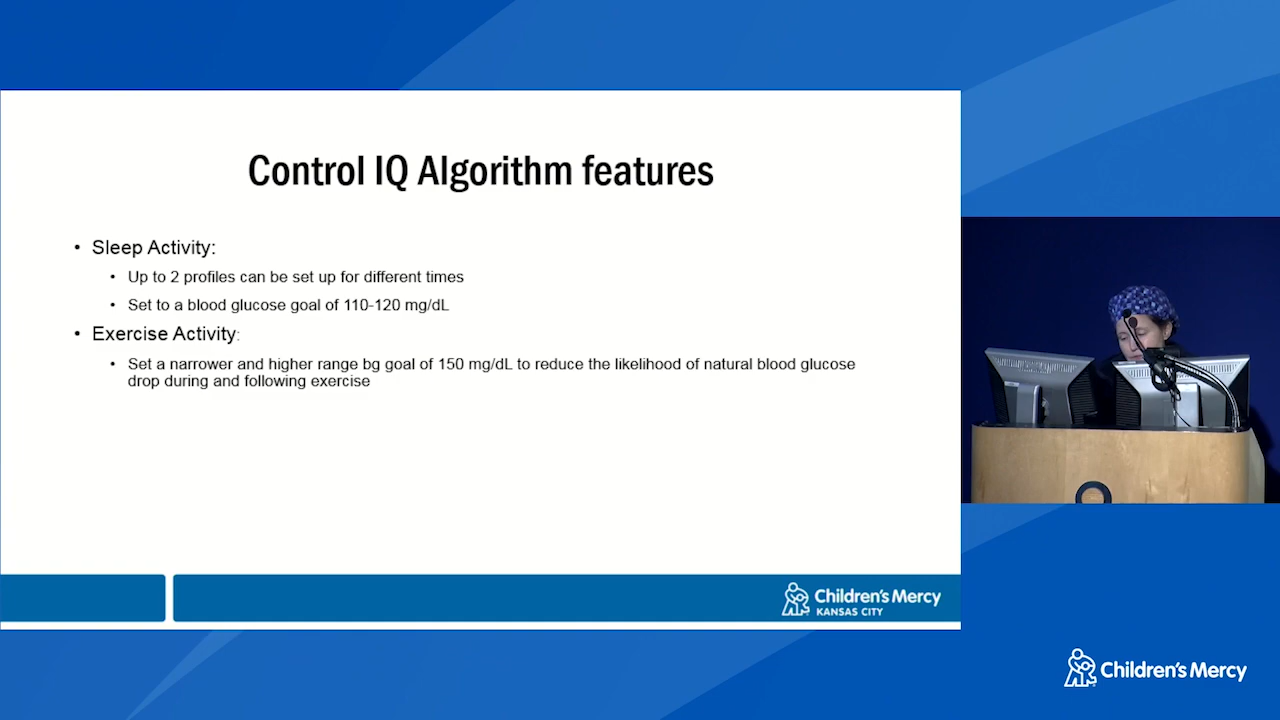 Control IQ Algorithm features
• Sleep Activity:
• Up to 2 profiles can be set up for different times
• Set to a blood glucose goal of 110-120 mg/dL
• Exercise Activity:
• Set a narrower and higher range bg goal of 150 mg/dL to reduce the likelihood of natural blood glucose
drop during and following exercise
Children's Mercy
KANSAS CITY
Children's Mercy